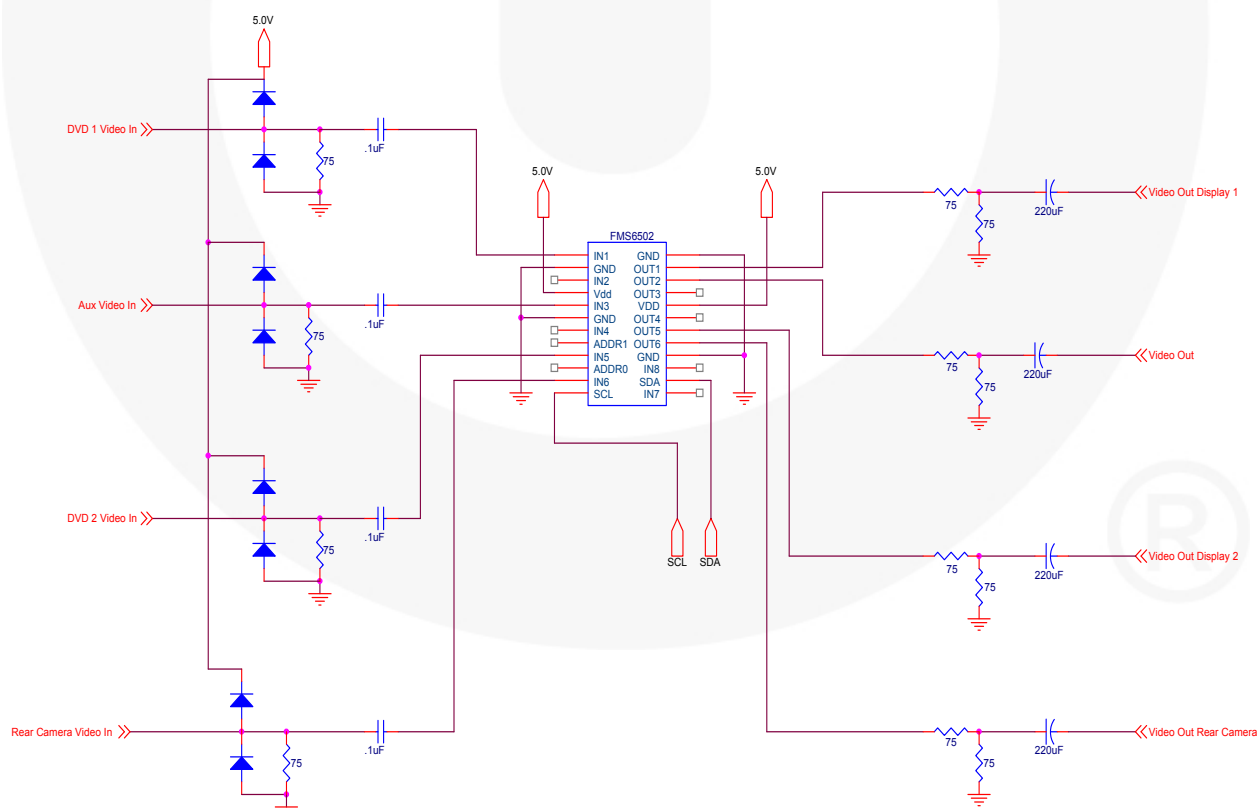 5.0V
DVD 1 Video In
75
.1uF
5.0V
5.0V
75
Video Out Display 1
75
220uF
FMS6502
IN1 GND
GND OUT1
IN2 OUT2
Vdd OUT3
IN3 VDD
GND OUT4
IN4 OUT5
ADDR1 OUT6
IN5 GND
ADDR0 IN8
IN6 SDA
SCL IN7
Aux Video In
75
.1uF
Video Out
75
75
220uF
DVD 2 Video In
75
.1uF
SCL SDA
Video Out Display 2
75
75
220uF
Rear Camera Video In
75
.1uF
Video Out Rear Camera
75
75
220uF
®